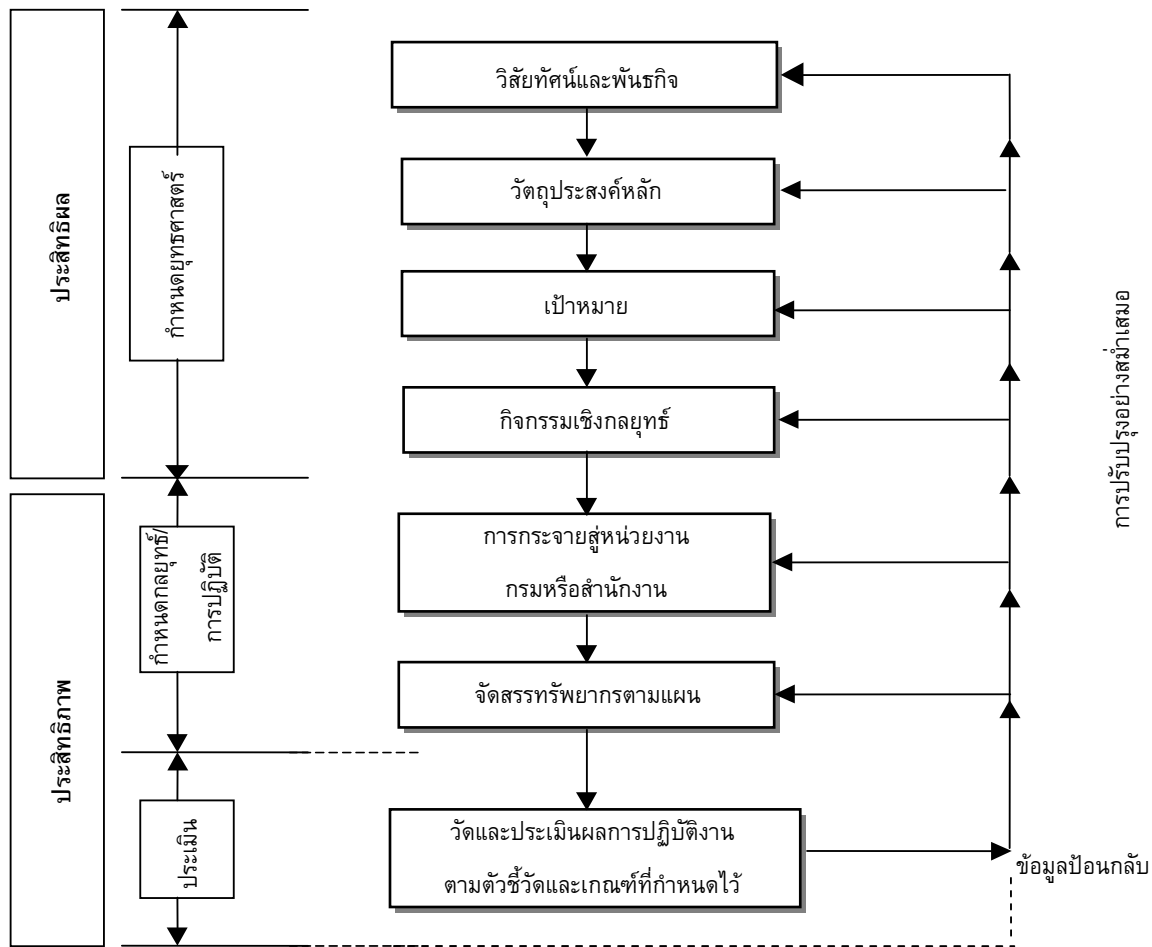 วิสัยทัศน์และพันธกิจ
วัตถุประสงค์หลัก
เป้าหมาย
กิจกรรมเชิงกลยุทธ์
การกระจายสู่หน่วยงาน
กรมหรือสำนักงาน
จัดสรรทรัพยากรตามแผน
วัดและประเมินผลการปฏิบัติงาน
ตามตัวชี้วัดและเกณฑ์ที่กำหนดไว้
ประสิทธิผล
กำหนดยุทธศาสตร์
ประสิทธิภาพ
กำหนดกลยุทธ์/
การปฏิบัติ
ประเมิน
การปรับปรุงอย่างสม่ำเสมอ
ข้อมูลป้อนกลับ